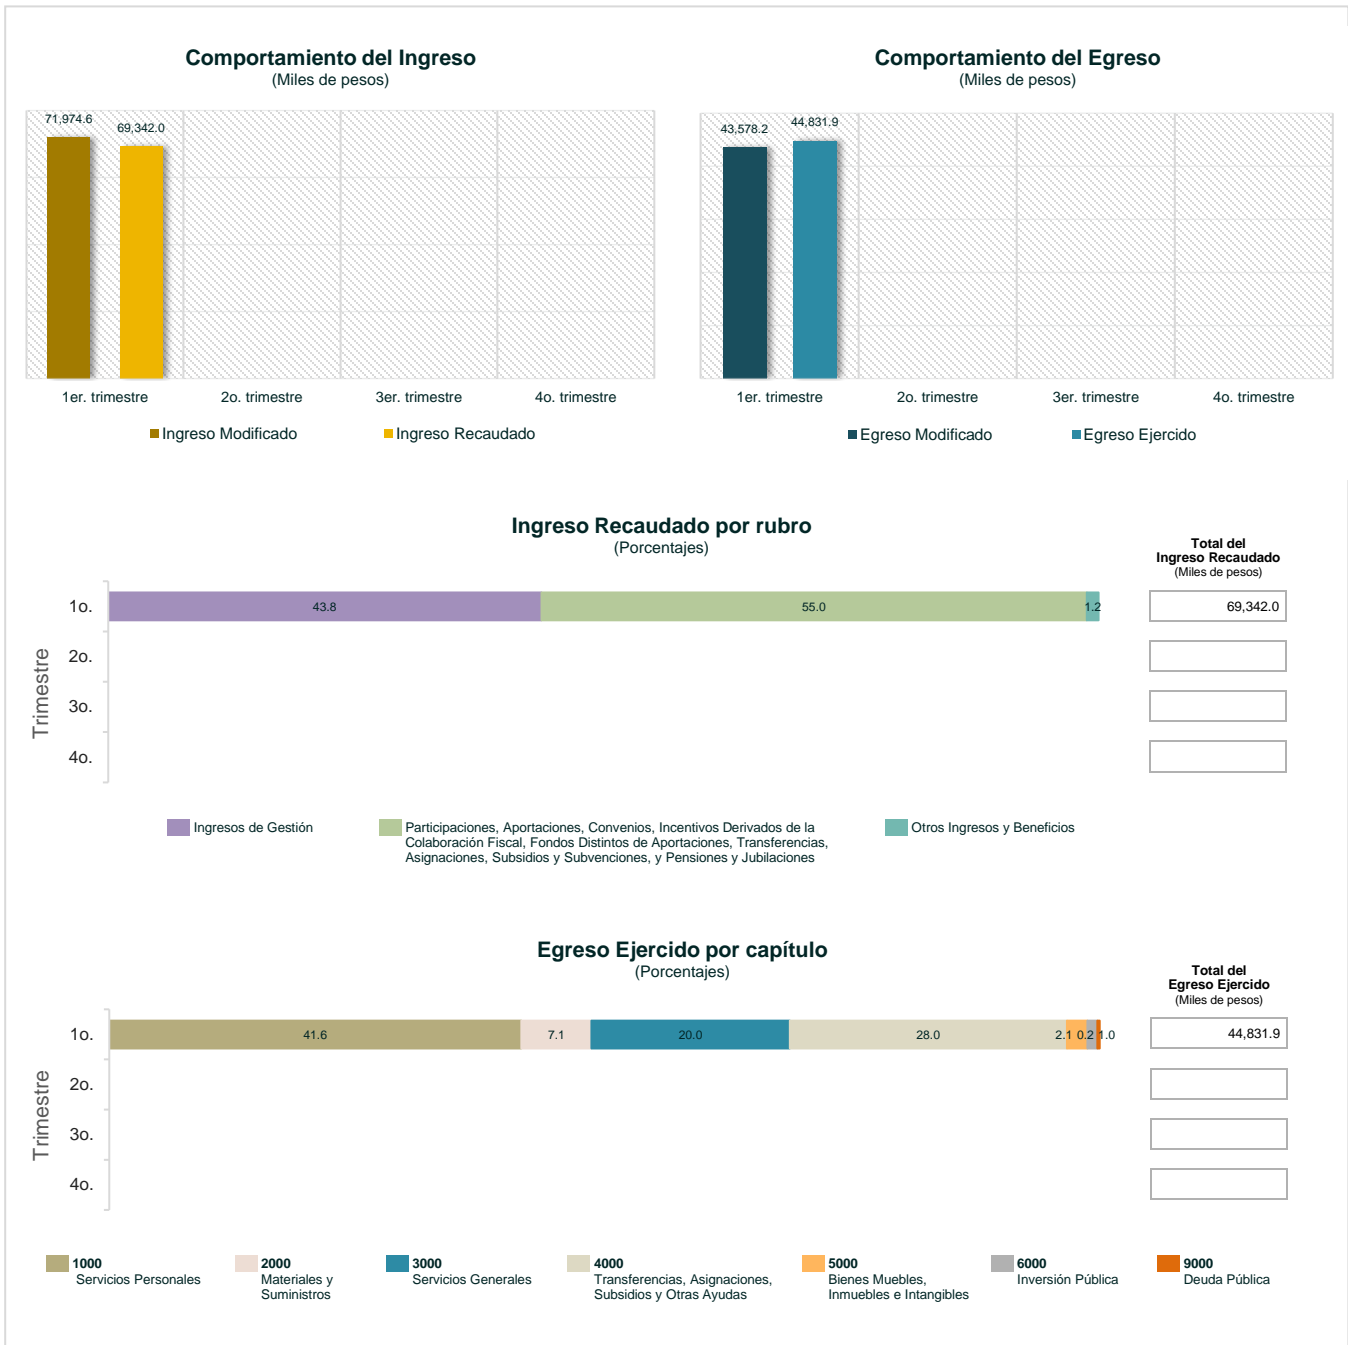 Comportamiento del Ingreso
(Miles de pesos)
71,974.6
69,342.0
1er. trimestre
2o. trimestre
3er. trimestre
4o. trimestre
Ingreso Modificado
Ingreso Recaudado
Comportamiento del Egreso
(Miles de pesos)
43,578.2
44,831.9
1er. trimestre
2o. trimestre
3er. trimestre
4o. trimestre
Egreso Modificado
Egreso Ejercido
Ingreso Recaudado por rubro
(Porcentajes)
Total del
Ingreso Recaudado
(Miles de pesos)
Trimestre
1o.
43.8
55.0
1.2
69,342.0
2o.
3o.
4o.
Ingresos de Gestión
Participaciones, Aportaciones, Convenios, Incentivos Derivados de la
Colaboración Fiscal, Fondos Distintos de Aportaciones, Transferencias,
Asignaciones, Subsidios y Subvenciones, y Pensiones y Jubilaciones
Otros Ingresos y Beneficios
Egreso Ejercido por capítulo
(Porcentajes)
Total del
Egreso Ejercido
(Miles de pesos)
Trimestre
1o.
41.6
7.1
20.0
28.0
2.1
0.2
1.0
44,831.9
2o.
3o.
4o.
1000
Servicios Personales
2000
Materiales y
Suministros
3000
Servicios Generales
4000
Transferencias, Asignaciones,
Subsidios y Otras Ayudas
5000
Bienes Muebles,
Inmuebles e Intangibles
6000
Inversión Pública
9000
Deuda Pública